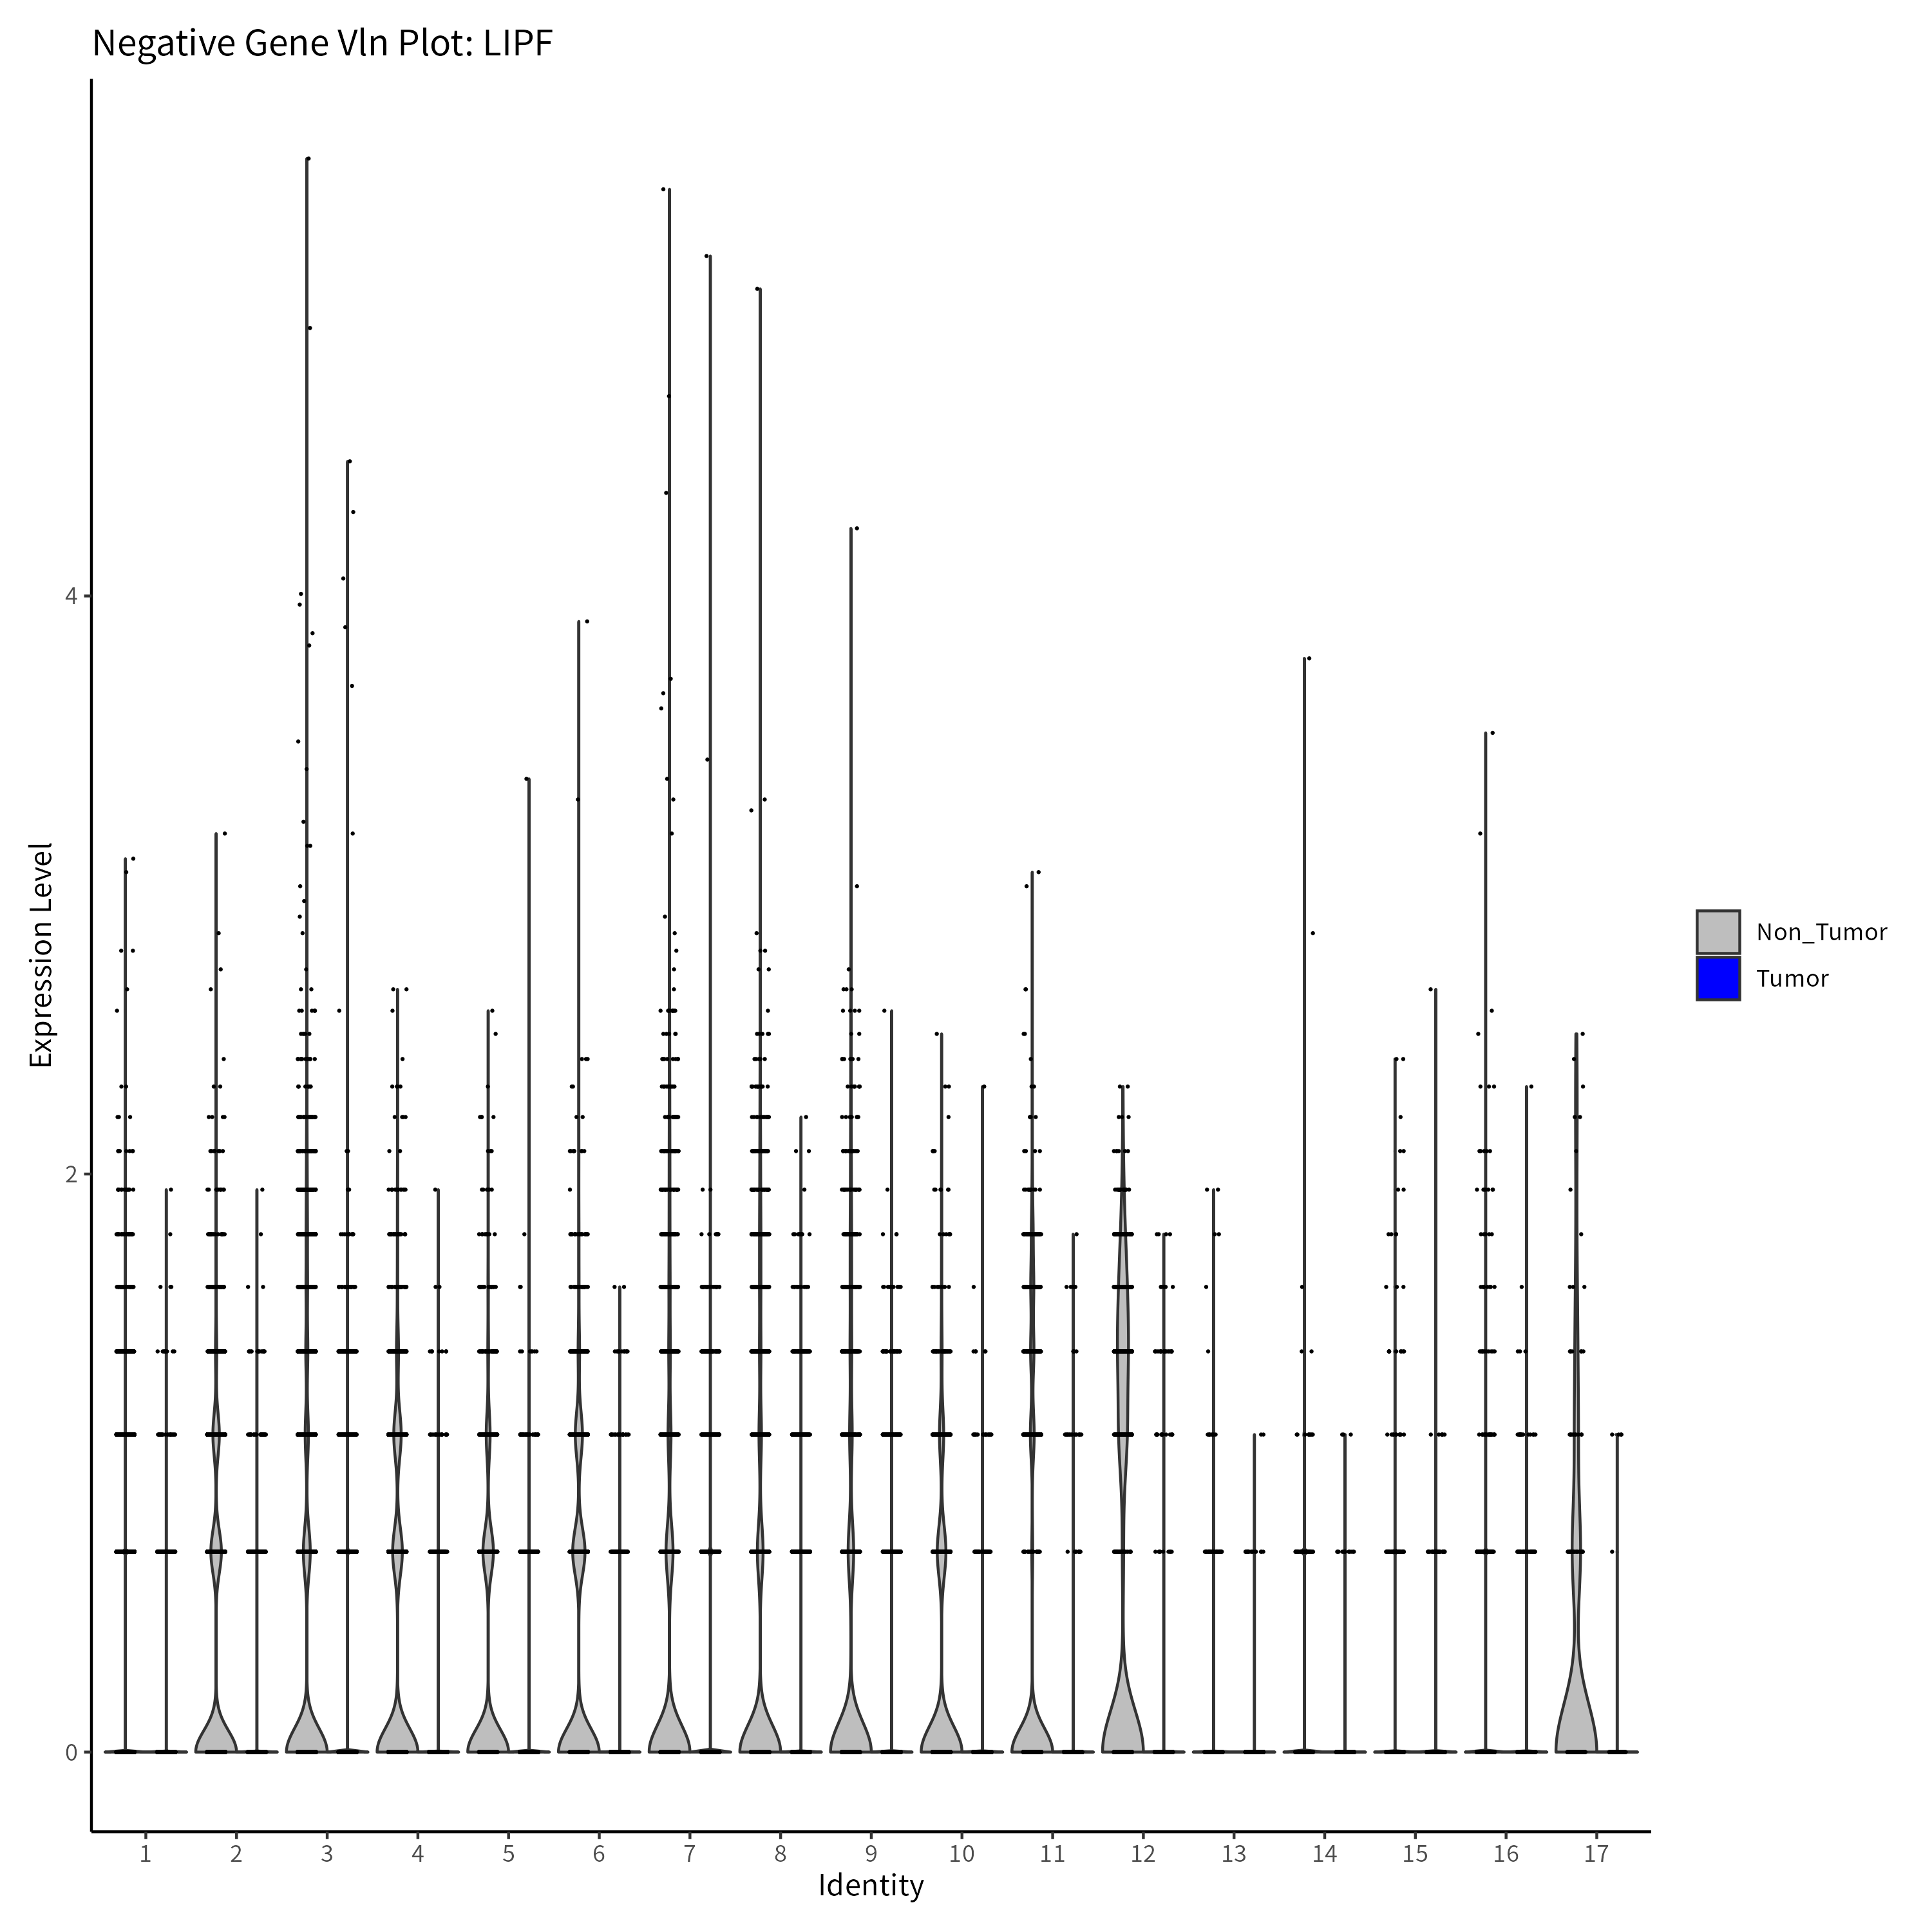 Negative Gene Vln Plot: LIPF
Expression Level
4
2
0
1 2 3 4 5 6 7 8 9 10 11 12 13 14 15 16 17
Identity
Non_Tumor
Tumor